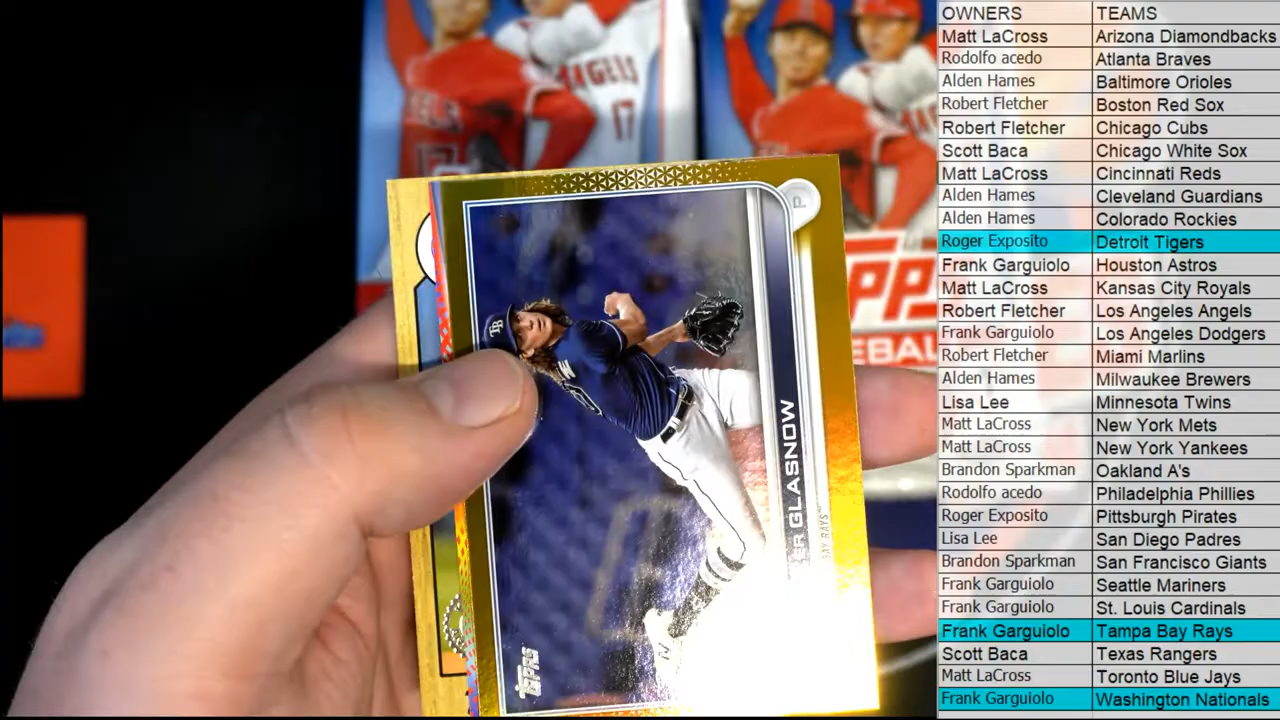 ANGELS
17
TOPPS
P
GLASNOW
BAY RAYS
OWNERS TEAMS
Matt LaCross Arizona Diamondbacks
Rodolfo acedo Atlanta Braves
Alden Hames Baltimore Orioles
Robert Fletcher Boston Red Sox
Robert Fletcher Chicago Cubs
Scott Baca Chicago White Sox
Matt LaCross Cincinnati Reds
Alden Hames Cleveland Guardians
Alden Hames Colorado Rockies
Roger Exposito Detroit Tigers
Frank Garguiolo Houston Astros
Matt LaCross Kansas City Royals
Robert Fletcher Los Angeles Angels
Frank Garguiolo Los Angeles Dodgers
Robert Fletcher Miami Marlins
Alden Hames Milwaukee Brewers
Lisa Lee Minnesota Twins
Matt LaCross New York Mets
Matt LaCross New York Yankees
Brandon Sparkman Oakland A's
Rodolfo acedo Philadelphia Phillies
Roger Exposito Pittsburgh Pirates
Lisa Lee San Diego Padres
Brandon Sparkman San Francisco Giants
Frank Garguiolo Seattle Mariners
Frank Garguiolo St. Louis Cardinals
Frank Garguiolo Tampa Bay Rays
Scott Baca Texas Rangers
Matt LaCross Toronto Blue Jays
Frank Garguiolo Washington Nationals